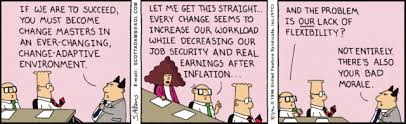 IF WE ARE TO SUCCEED,
YOU MUST BECOME
CHANGE MASTERS IN
AN EVER-CHANGING,
CHANGE-ADAPTIVE
ENVIRONMENT.
LET ME GET THIS STRAIGHT...
EVERY CHANGE SEEMS TO
INCREASE OUR WORKLOAD
WHILE DECREASING OUR
JOB SECURITY AND REAL
EARNINGS AFTER
INFLATION...
AND THE PROBLEM
IS OUR LACK OF
FLEXIBILITY?
NOT ENTIRELY.
THERE'S ALSO
YOUR BAD
MORALE.
S.Adams